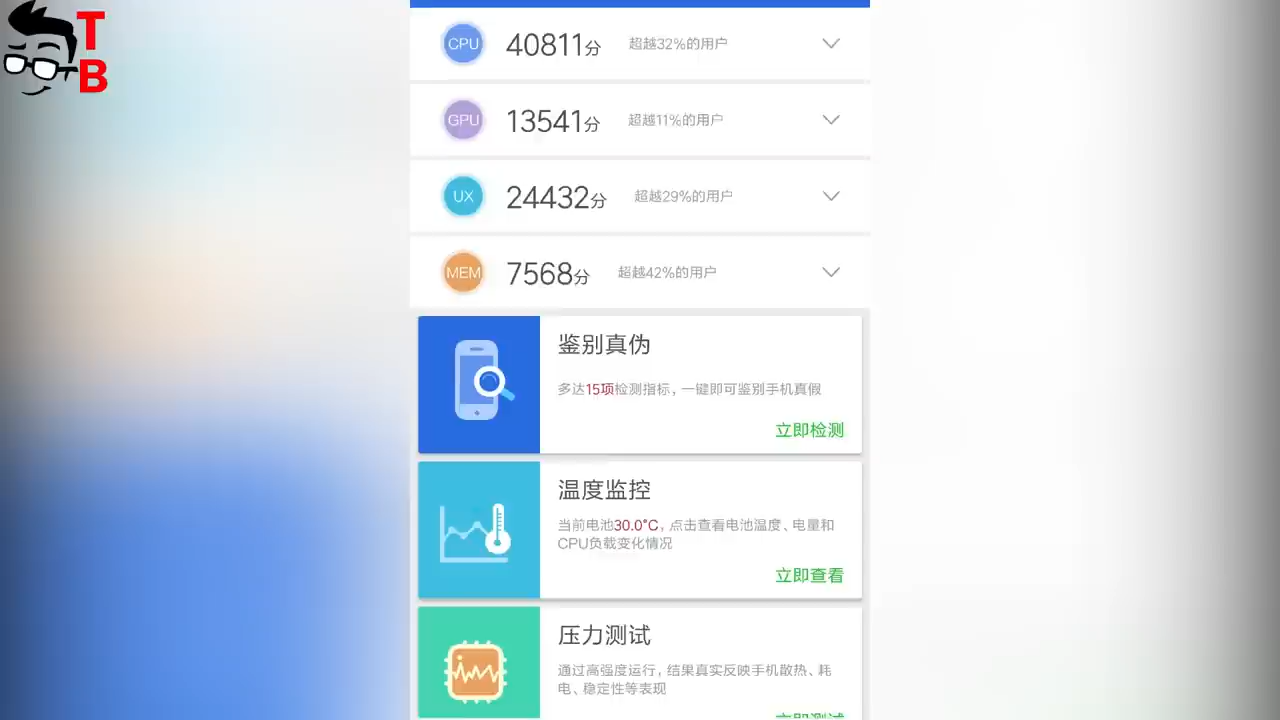 TB
CPU 40811分 超越32%的用户
GPU 13541分 超越11%的用户
UX 24432分 超越29%的用户
MEM 7568分 超越42%的用户
鉴别真伪
多达15项检测指标，一键即可鉴别手机真假
立即检测
温度监控
当前电池30.0°C，点击查看电池温度、电量和
CPU负载变化情况
立即查看
压力测试
通过高强度运行，结果真实反映手机散热、耗
电、稳定性等表现
立即测试